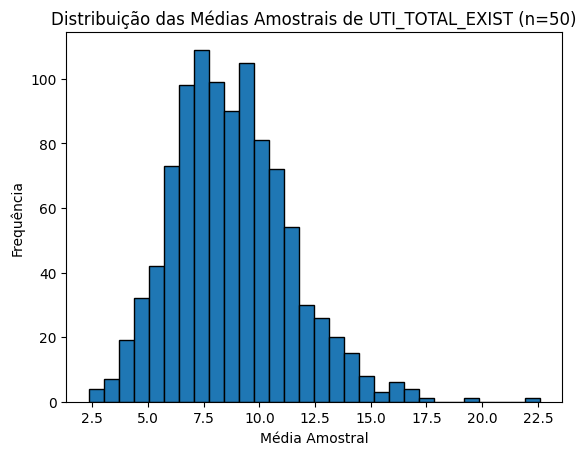 Distribuição das Médias Amostrais de UTI_TOTAL_EXIST (n=50)
Frequência
100
80
60
40
20
0
2.5 5.0 7.5 10.0 12.5 15.0 17.5 20.0 22.5
Média Amostral